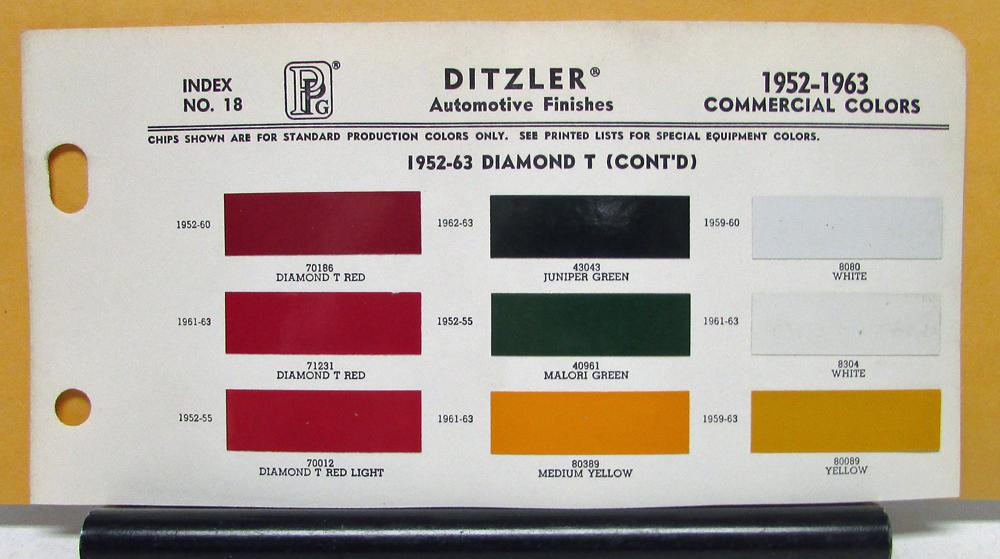 INDEX
NO. 18
PPG®
DITZLER®
Automotive Finishes
1952-1963
COMMERCIAL COLORS
CHIPS SHOWN ARE FOR STANDARD PRODUCTION COLORS ONLY. SEE PRINTED LISTS FOR SPECIAL EQUIPMENT COLORS.
1952-63 DIAMOND T (CONT'D)
1952-60
70186
DIAMOND T RED
1962-63
43043
JUNIPER GREEN
1959-60
8080
WHITE
1961-63
71231
DIAMOND T RED
1952-55
40961
MALORI GREEN
1961-63
8304
WHITE
1952-55
70012
DIAMOND T RED LIGHT
1961-63
80389
MEDIUM YELLOW
1959-63
80089
YELLOW